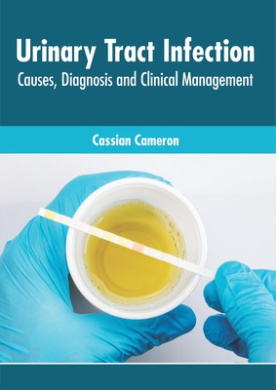 Urinary Tract Infection
Causes, Diagnosis and Clinical Management
Cassian Cameron